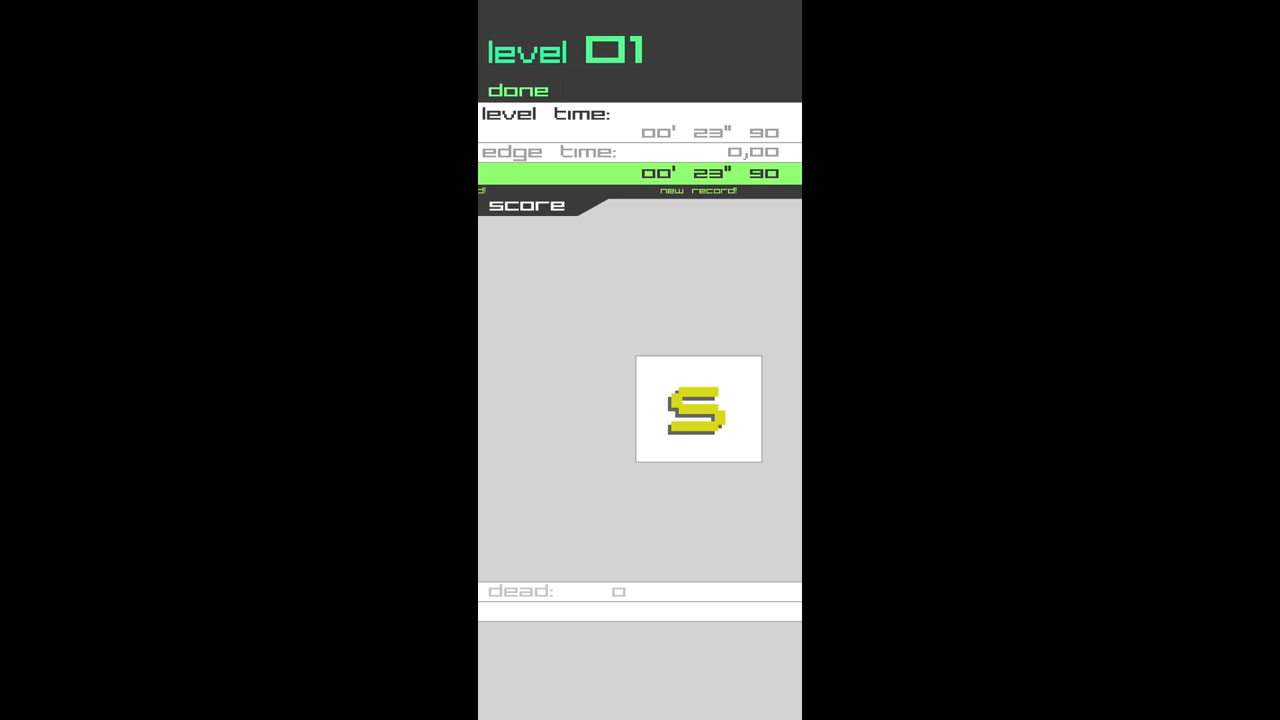 level 01
done
level time:
00' 23" 90
edge time: 0,00
00' 23" 90
d! new record!
score
S
dead: 0